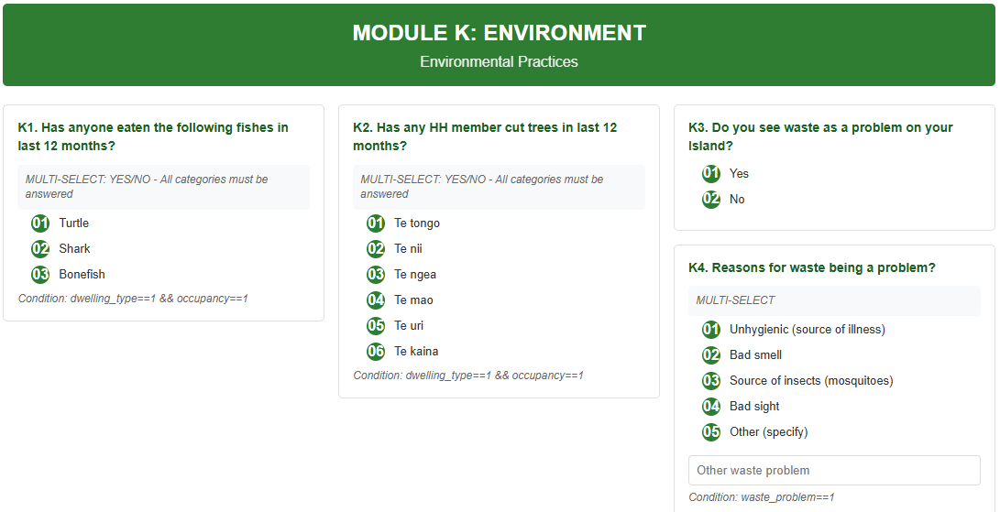 MODULE K: ENVIRONMENT
Environmental Practices
K1. Has anyone eaten the following fishes in
last 12 months?
MULTI-SELECT: YES/NO - All categories must be
answered
01 Turtle
02 Shark
03 Bonefish
Condition: dwelling_type==1 && occupancy==1
K2. Has any HH member cut trees in last 12
months?
MULTI-SELECT: YES/NO - All categories must be
answered
01 Te tongo
02 Te nii
03 Te ngea
04 Te mao
05 Te uri
06 Te kaina
Condition: dwelling_type==1 && occupancy==1
K3. Do you see waste as a problem on your
Island?
01 Yes
02 No
K4. Reasons for waste being a problem?
MULTI-SELECT
01 Unhygienic (source of illness)
02 Bad smell
03 Source of insects (mosquitoes)
04 Bad sight
05 Other (specify)
Other waste problem
Condition: waste_problem==1